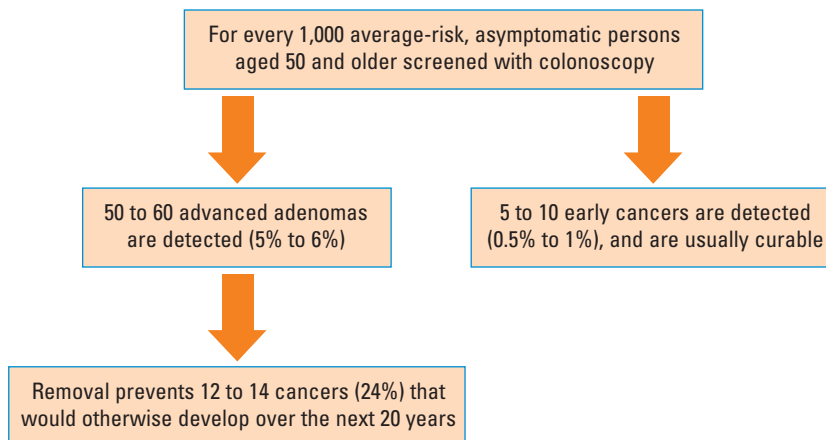 For every 1,000 average-risk, asymptomatic persons
aged 50 and older screened with colonoscopy
50 to 60 advanced adenomas
are detected (5% to 6%)
5 to 10 early cancers are detected
(0.5% to 1%), and are usually curable
Removal prevents 12 to 14 cancers (24%) that
would otherwise develop over the next 20 years